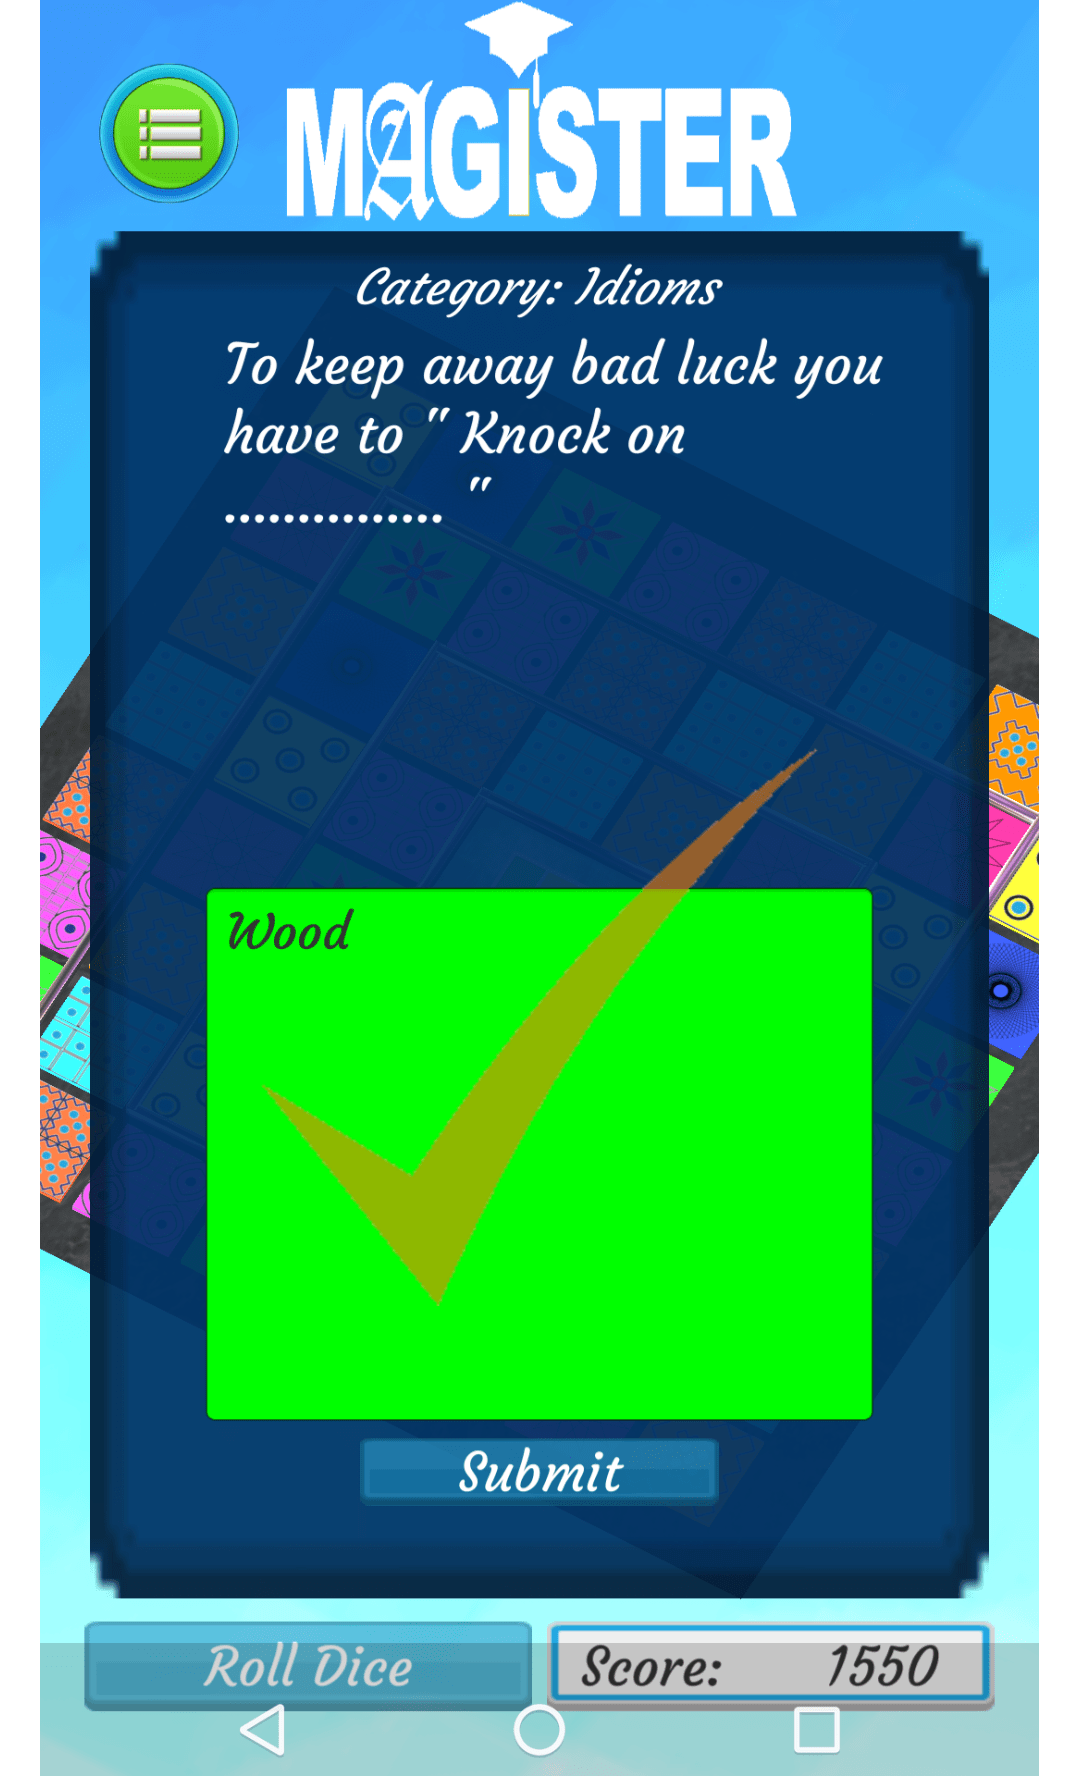 MAGISTER
Category: Idioms
To keep away bad luck you
have to " Knock on
............... "
Wood
Submit
Roll Dice
Score: 1550